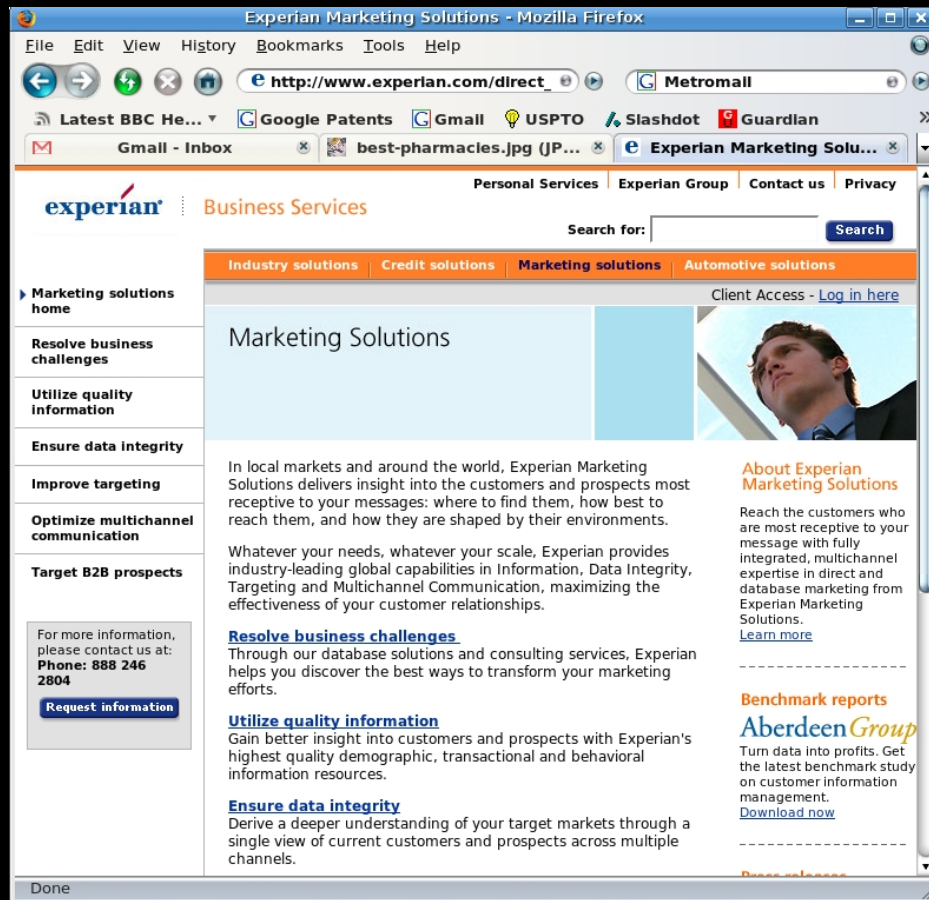 Experian Marketing Solutions - Mozilla Firefox
File Edit View History Bookmarks Tools Help
http://www.experian.com/direct_ Metromail
Latest BBC He... Google Patents Gmail USPTO Slashdot Guardian
Gmail - Inbox best-pharmacies.jpg (JP... Experian Marketing Solu...
Personal Services Experian Group Contact us Privacy
experian Business Services
Search for: Search
Industry solutions Credit solutions Marketing solutions Automotive solutions
Client Access - Log in here
Marketing solutions
home
Resolve business
challenges
Utilize quality
information
Ensure data integrity
Improve targeting
Optimize multichannel
communication
Target B2B prospects
For more information,
please contact us at:
Phone: 888 246
2804
Request information
Marketing Solutions
In local markets and around the world, Experian Marketing
Solutions delivers insight into the customers and prospects most
receptive to your messages: where to find them, how best to
reach them, and how they are shaped by their environments.
Whatever your needs, whatever your scale, Experian provides
industry-leading global capabilities in Information, Data Integrity,
Targeting and Multichannel Communication, maximizing the
effectiveness of your customer relationships.
Resolve business challenges
Through our database solutions and consulting services, Experian
helps you discover the best ways to transform your marketing
efforts.
Utilize quality information
Gain better insight into customers and prospects with Experian's
highest quality demographic, transactional and behavioral
information resources.
Ensure data integrity
Derive a deeper understanding of your target markets through a
single view of current customers and prospects across multiple
channels.
About Experian
Marketing Solutions
Reach the customers who
are most receptive to your
message with fully
integrated, multichannel
expertise in direct and
database marketing from
Experian Marketing
Solutions.
Learn more
Benchmark reports
AberdeenGroup
Turn data into profits. Get
the latest benchmark study
on customer information
management.
Download now
Press releases
Done